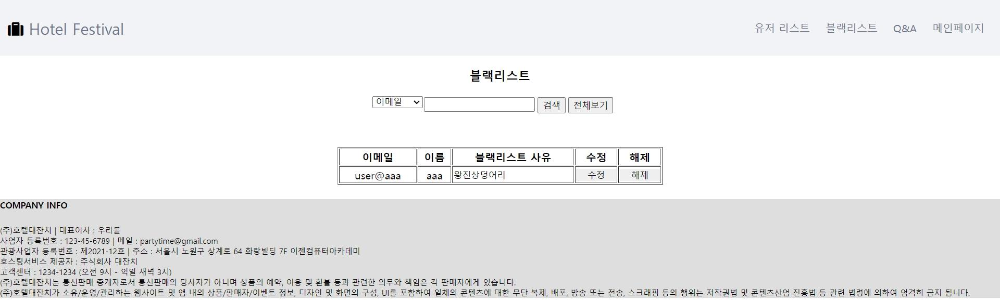 Hotel Festival 유저 리스트 블랙리스트 Q&A 메인페이지
블랙리스트
이메일 검색 전체보기
이메일 이름 블랙리스트 사유 수정 해제
user@aaa aaa 왕진상덩어리 수정 해제
COMPANY INFO
(주)호텔대잔치 | 대표이사 : 우리들
사업자 등록번호 : 123-45-6789 | 메일 : partytime@gmail.com
관광사업자 등록번호 : 제2021-12호 | 주소 : 서울시 노원구 상계로 64 화랑빌딩 7F 이젠컴퓨터아카데미
호스팅서비스 제공자 : 주식회사 대잔치
고객센터 : 1234-1234 (오전 9시 - 익일 새벽 3시)
(주)호텔대잔치는 통신판매 중개자로서 통신판매의 당사자가 아니며 상품의 예약, 이용 및 환불 등과 관련한 의무와 책임은 각 판매자에게 있습니다.
(주)호텔대잔치가 소유/운영/관리하는 웹사이트 및 앱 내의 상품/판매자/이벤트 정보, 디자인 및 화면의 구성, UI를 포함하여 일체의 콘텐츠에 대한 무단 복제, 배포, 방송 또는 전송, 스크래핑 등의 행위는 저작권법 및 콘텐츠산업 진흥법 등 관련 법령에 의하여 엄격히 금지 됩니다.